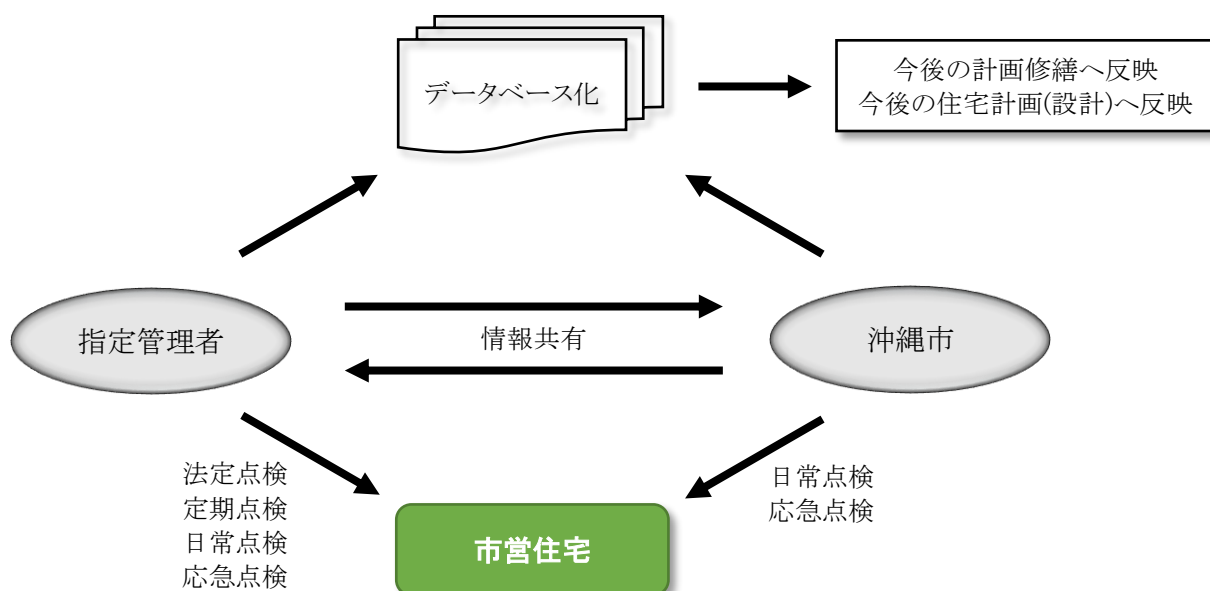 データベース化
今後の計画修繕へ反映
今後の住宅計画(設計)へ反映
指定管理者
情報共有
沖縄市
法定点検
定期点検
日常点検
応急点検
日常点検
応急点検
市営住宅